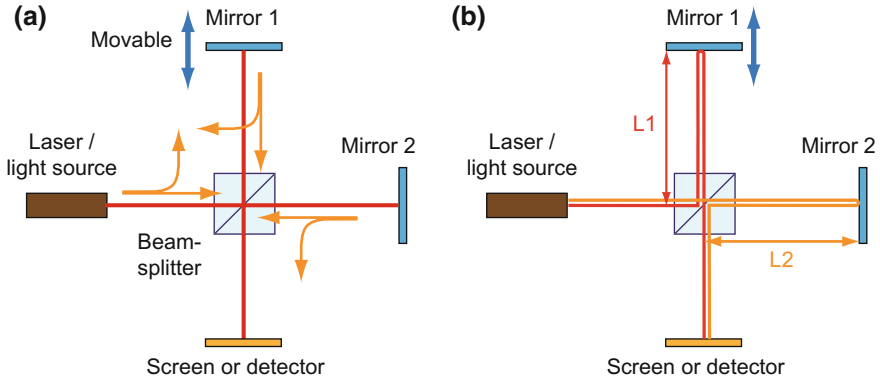 (a)
Mirror 1
Movable
Laser /
light source
Mirror 2
Beam-
splitter
Screen or detector
(b)
Mirror 1
L1
Laser /
light source
Mirror 2
L2
Screen or detector